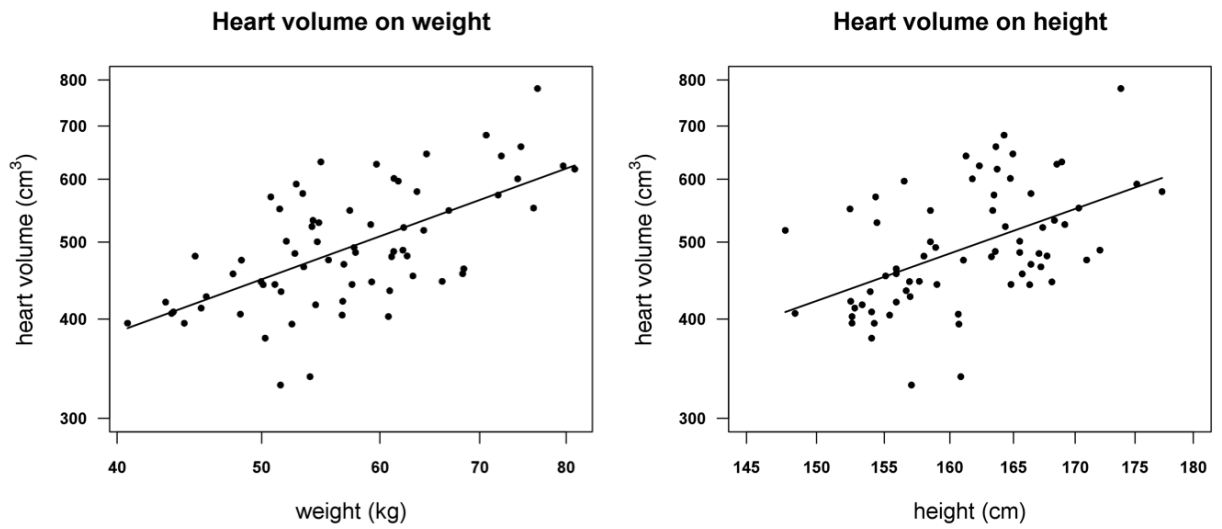 Heart volume on weight
heart volume (cm³)
800
700
600
500
400
300
40 50 60 70 80
weight (kg)
Heart volume on height
heart volume (cm³)
800
700
600
500
400
300
145 150 155 160 165 170 175 180
height (cm)